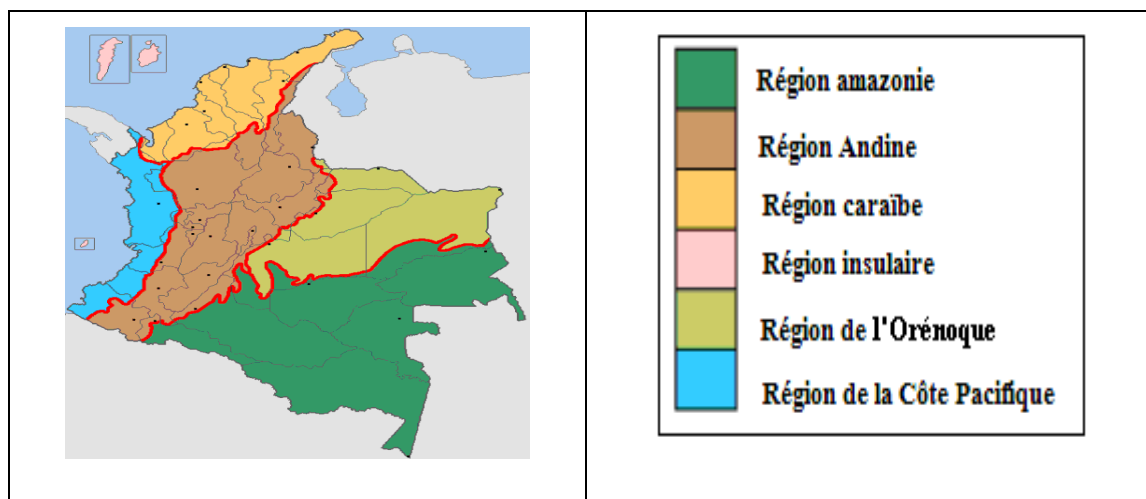 Région amazonie
Région Andine
Région caraïbe
Région insulaire
Région de l'Orénoque
Région de la Côte Pacifique